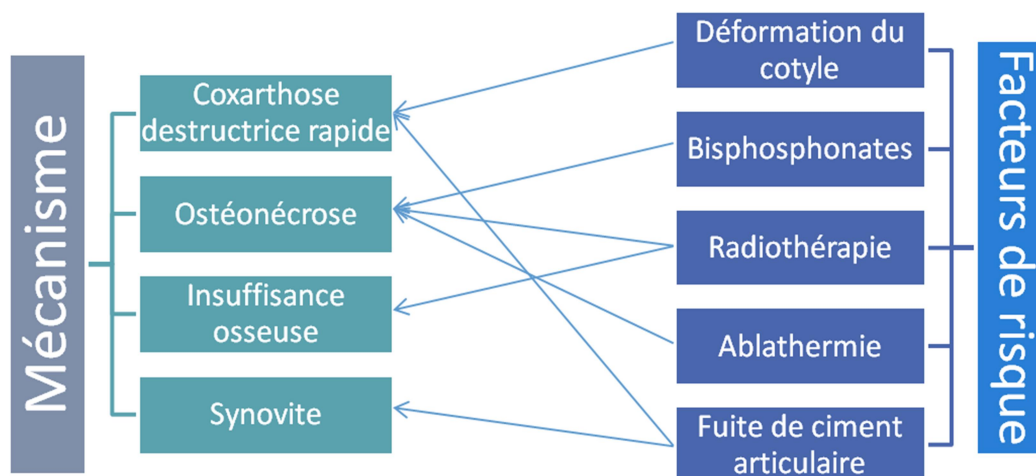 Mécanisme
Coxarthose
destructrice rapide
Ostéonécrose
Insuffisance
osseuse
Synovite
Déformation du
cotyle
Bisphosphonates
Radiothérapie
Ablathermie
Fuite de ciment
articulaire
Facteurs de risque